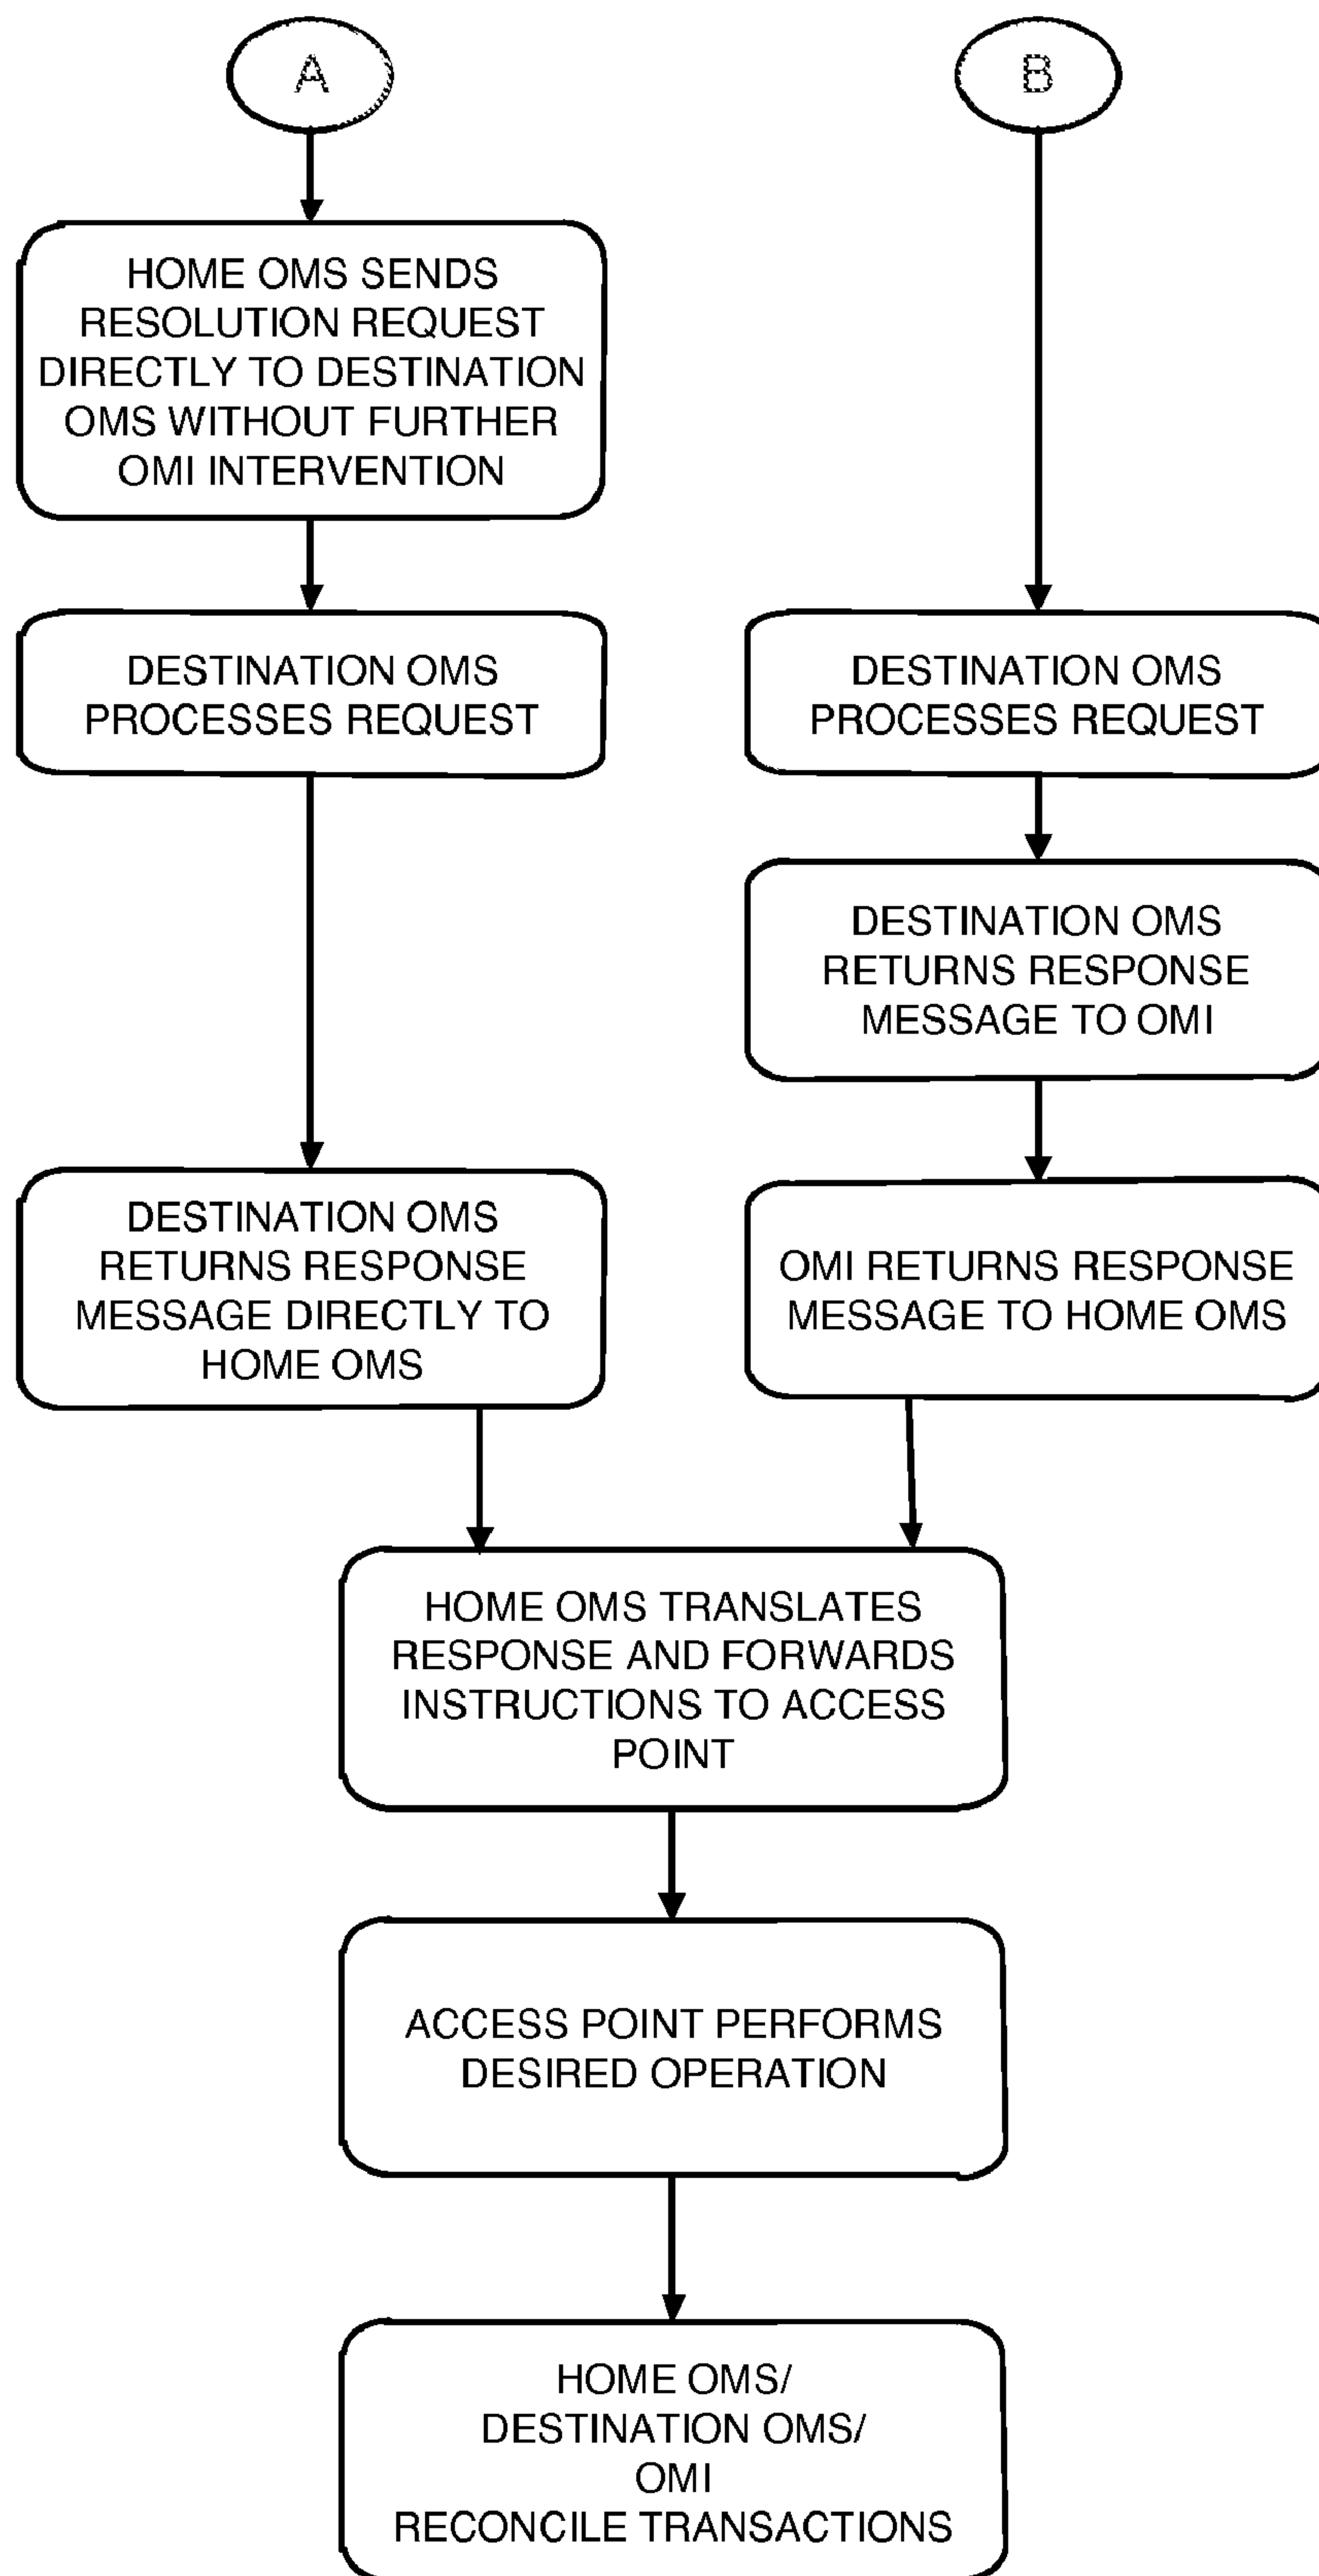 A
HOME OMS SENDS
RESOLUTION REQUEST
DIRECTLY TO DESTINATION
OMS WITHOUT FURTHER
OMI INTERVENTION
DESTINATION OMS
PROCESSES REQUEST
DESTINATION OMS
RETURNS RESPONSE
MESSAGE DIRECTLY TO
HOME OMS
B
DESTINATION OMS
PROCESSES REQUEST
DESTINATION OMS
RETURNS RESPONSE
MESSAGE TO OMI
OMI RETURNS RESPONSE
MESSAGE TO HOME OMS
HOME OMS TRANSLATES
RESPONSE AND FORWARDS
INSTRUCTIONS TO ACCESS
POINT
ACCESS POINT PERFORMS
DESIRED OPERATION
HOME OMS/
DESTINATION OMS/
OMI
RECONCILE TRANSACTIONS